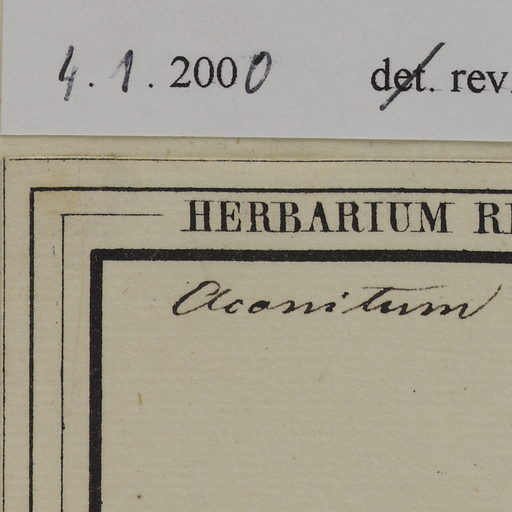 4. 1. 2000 det. rev.
HERBARIUM
Aconitum